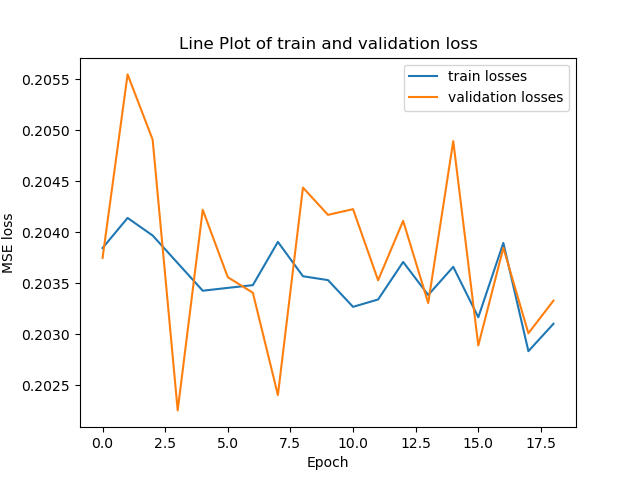 Line Plot of train and validation loss
train losses
validation losses
MSE loss
0.2055
0.2050
0.2045
0.2040
0.2035
0.2030
0.2025
0.0 2.5 5.0 7.5 10.0 12.5 15.0 17.5
Epoch